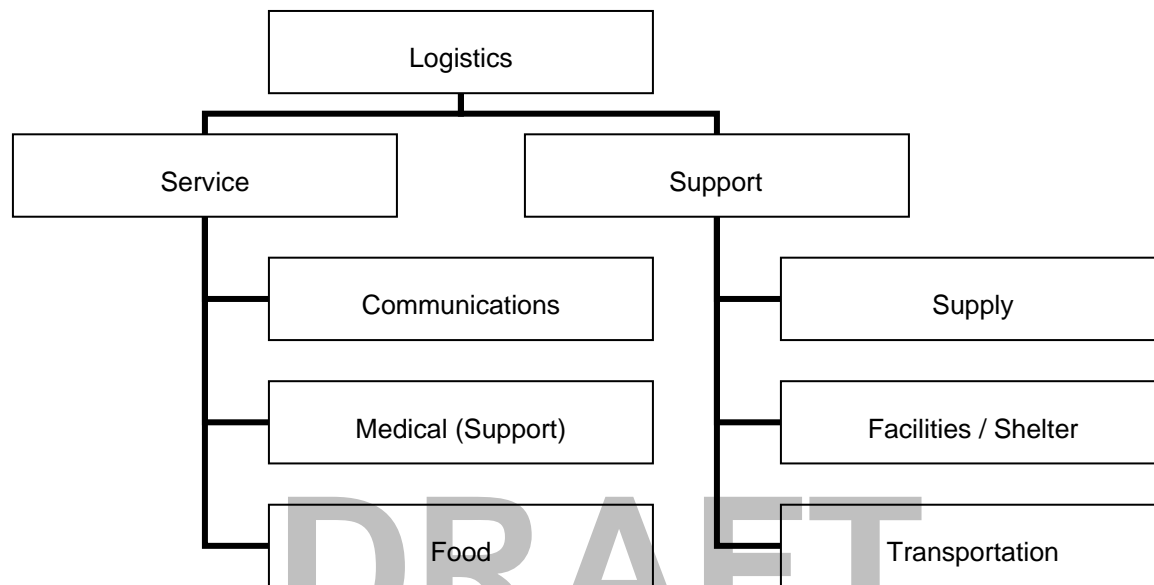 Logistics
Service
Support
Communications
Supply
Medical (Support)
Facilities / Shelter
Food
Transportation
DRAFT